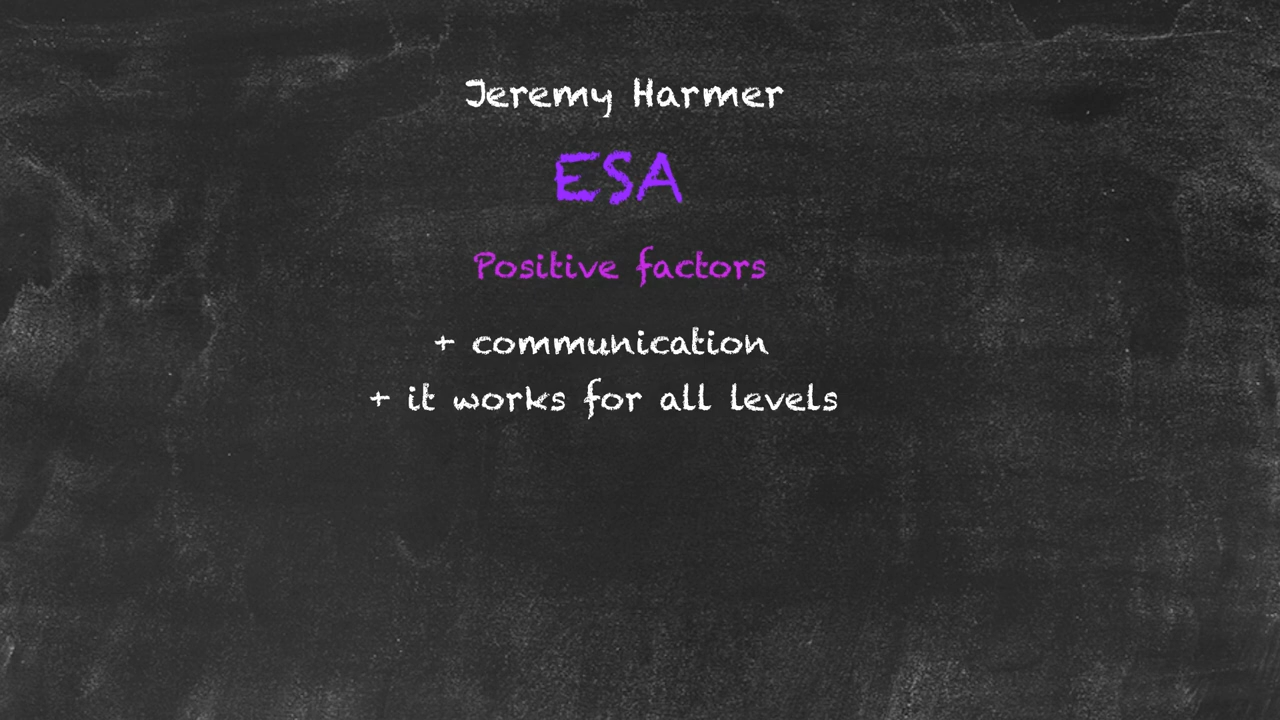 Jeremy Harmer
ESA
Positive factors
+ communication
+ it works for all levels